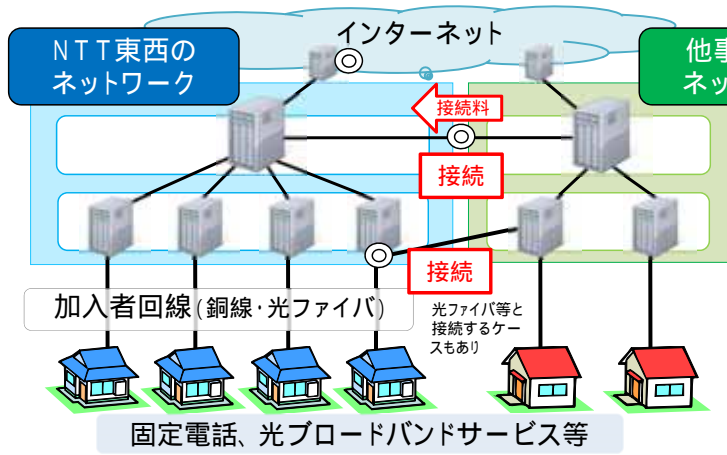 インターネット
NTT東西の
ネットワーク
他事
ネッ
接続料
接続
接続
加入者回線(銅線・光ファイバ)
光ファイバ等と
接続するケー
スもあり
固定電話、光ブロードバンドサービス等